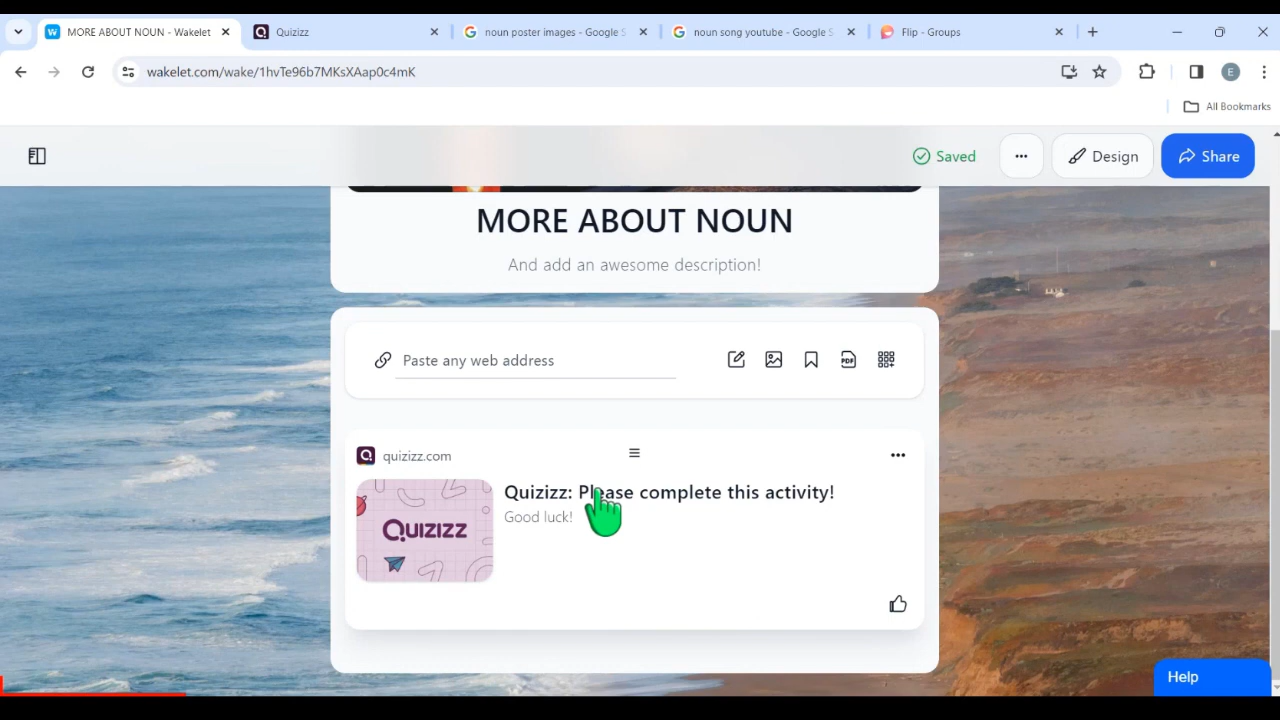 MORE ABOUT NOUN - Wakelet
Quizizz
noun poster images - Google S
noun song youtube - Google S
Flip - Groups
wakelet.com/wake/1hvTe96b7MKsXAap0c4mK
E
All Bookmarks
Saved
Design
Share
MORE ABOUT NOUN
And add an awesome description!
Paste any web address
PDF
quizizz.com
Quizizz: Please complete this activity!
Good luck!
QUIZIZZ
Help